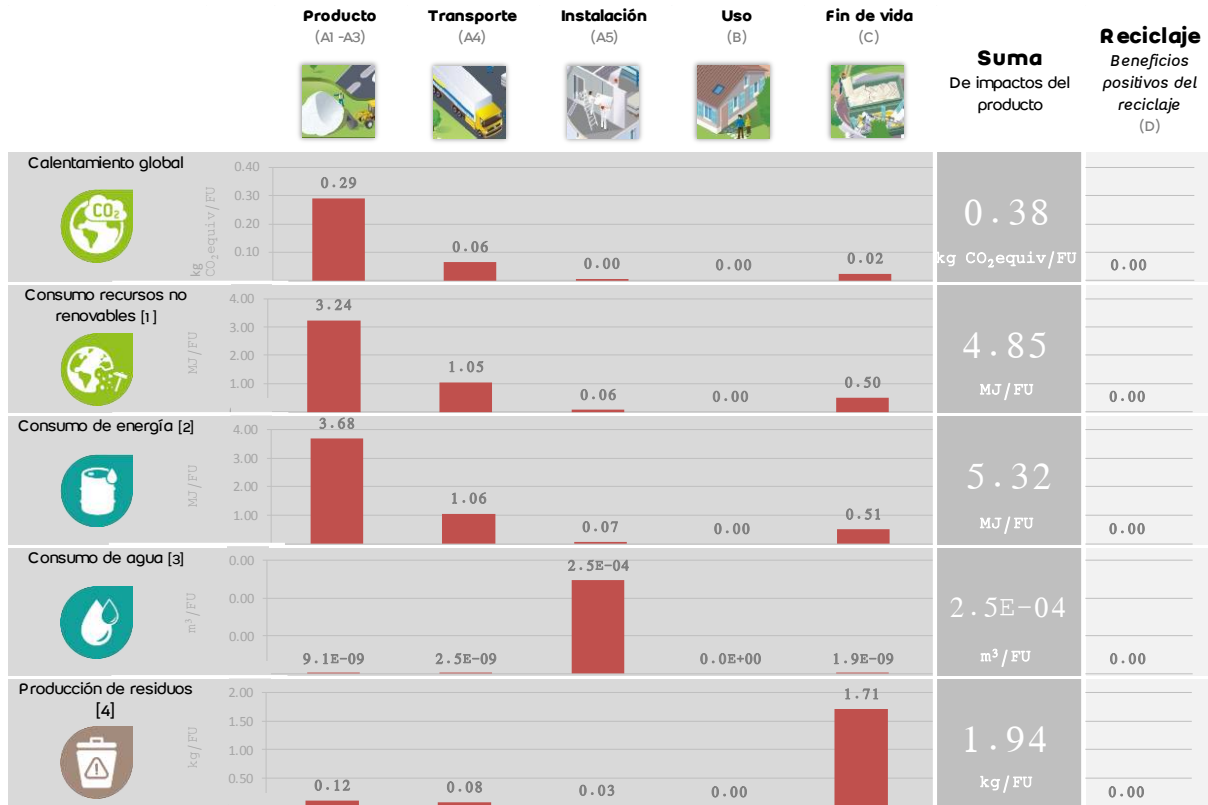 Producto
(A1 -A3)
Transporte
(A4)
Instalación
(A5)
Uso
(B)
Fin de vida
(C)
Suma
De impactos del
producto
Reciclaje
Beneficios
positivos del
reciclaje
(D)
Calentamiento global
CO₂
kg
CO₂equiv/FU
0.40
0.30
0.20
0.10
0.29
0.06
0.00
0.00
0.02
0.38
kg CO₂equiv/FU
0.00
Consumo recursos no
renovables [1]
MJ/FU
4.00
3.00
2.00
1.00
-
3.24
1.05
0.06
0.00
0.50
4.85
MJ/FU
0.00
Consumo de energía [2]
MJ/FU
4.00
3.00
2.00
1.00
3.68
1.06
0.07
0.00
0.51
5.32
MJ/FU
0.00
Consumo de agua [3]
m³/FU
0.00
0.00
0.00
9.1E-09
2.5E-09
2.5E-04
0.0E+00
1.9E-09
2.5E-04
m³/FU
0.00
Producción de residuos
[4]
kg/FU
2.00
1.50
1.00
0.50
0.12
0.08
0.03
0.00
1.71
1.94
kg/FU
0.00